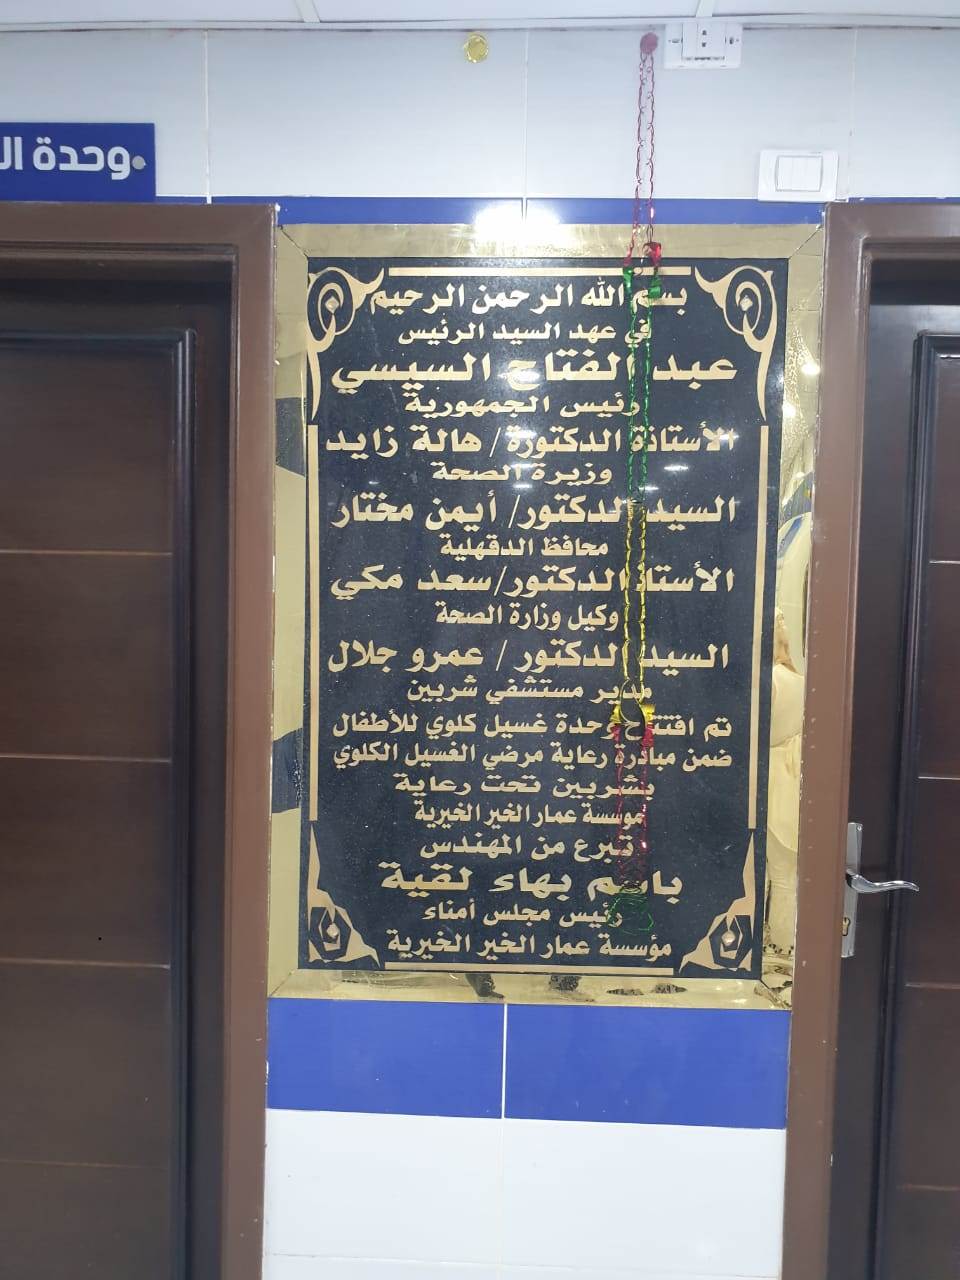 وحدة
بسم الله الرحمن الرحيم
في عهد السيد الرئيس
عبد الفتاح السيسي
رئيس الجمهورية
الأستاذة الدكتورة / هالة زايد
وزيرة الصحة
السيد الدكتور / أيمن مختار
محافظ الدقهلية
الأستاذ الدكتور / سعد مكي
وكيل وزارة الصحة
السيد الدكتور / عمرو جلال
مدير مستشفي شربين
تم افتتاح وحدة غسيل كلوي للأطفال
ضمن مبادرة رعاية مرضي الغسيل الكلوي
بشربين تحت رعاية
مؤسسة عمار الخير الخيرية
تبرع من المهندس
باسم بهاء لقية
رئيس مجلس أمناء
مؤسسة عمار الخير الخيرية